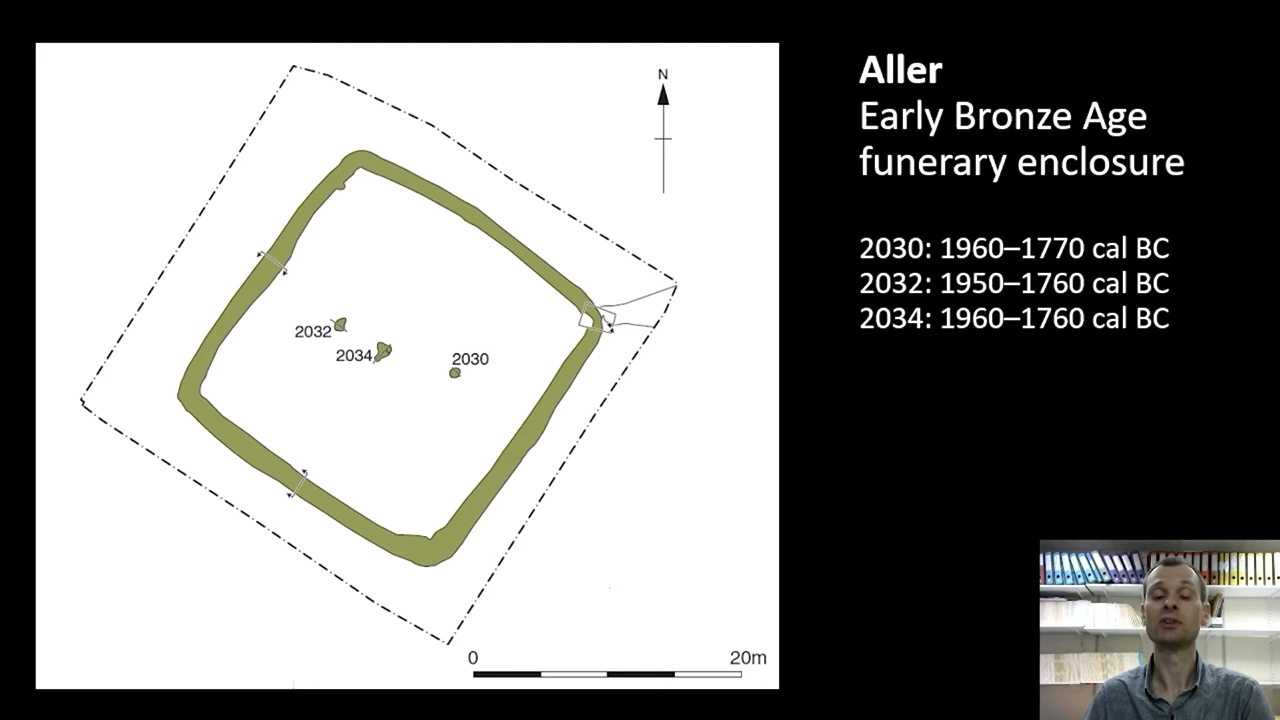 N
2032
2034
2030
0 20m
Aller
Early Bronze Age
funerary enclosure
2030: 1960–1770 cal BC
2032: 1950–1760 cal BC
2034: 1960–1760 cal BC